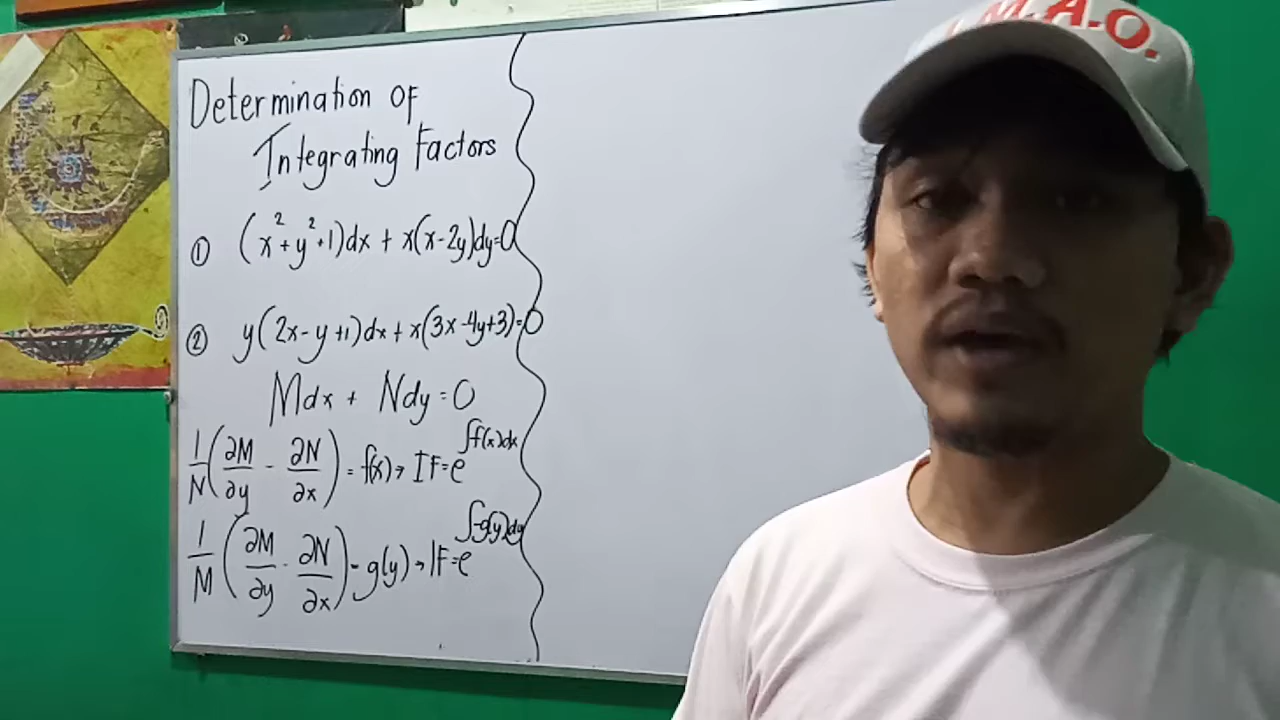 L.M.A.O.
Determination of
Integrating Factors
① (x²+y²+1)dx + x(x-2y)dy=0
② y(2x-y+1)dx + x(3x-4y+3)=0
Mdx + Ndy = 0
1/N (∂M/∂y - ∂N/∂x) = f(x) → IF = e^∫f(x)dx
1/M (∂M/∂y - ∂N/∂x) = g(y) → IF = e^∫-g(y)dy